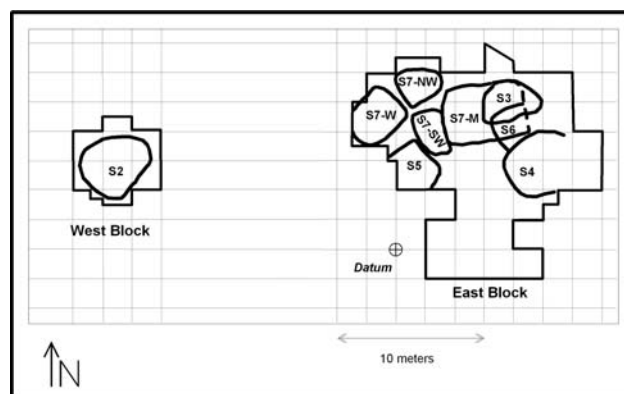 S7-NW
S3
S7-W
S7-M
S7-SW
S6
S2
S5
S4
West Block
Datum
East Block
10 meters
N